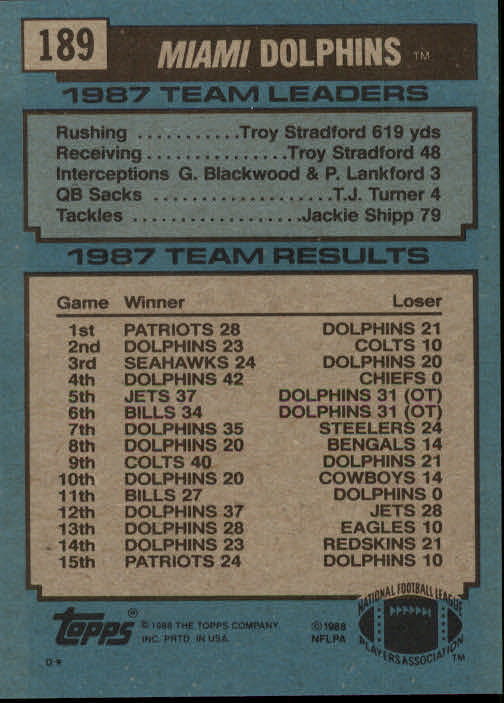 189
MIAMI DOLPHINS ™
1987 TEAM LEADERS
Rushing ...........Troy Stradford 619 yds
Receiving...............Troy Stradford 48
Interceptions G. Blackwood & P. Lankford 3
QB Sacks ...................T.J. Turner 4
Tackles ..................Jackie Shipp 79
1987 TEAM RESULTS
Game Winner Loser
1st PATRIOTS 28 DOLPHINS 21
2nd DOLPHINS 23 COLTS 10
3rd SEAHAWKS 24 DOLPHINS 20
4th DOLPHINS 42 CHIEFS 0
5th JETS 37 DOLPHINS 31 (OT)
6th BILLS 34 DOLPHINS 31 (OT)
7th DOLPHINS 35 STEELERS 24
8th DOLPHINS 20 BENGALS 14
9th COLTS 40 DOLPHINS 21
10th DOLPHINS 20 COWBOYS 14
11th BILLS 27 DOLPHINS 0
12th DOLPHINS 37 JETS 28
13th DOLPHINS 28 EAGLES 10
14th DOLPHINS 23 REDSKINS 21
15th PATRIOTS 24 DOLPHINS 10
topps ®
© 1988 THE TOPPS COMPANY
INC. PRTD. IN USA.
© 1988
NFLPA
NATIONAL FOOTBALL LEAGUE
PLAYERS ASSOCIATION ™
D*